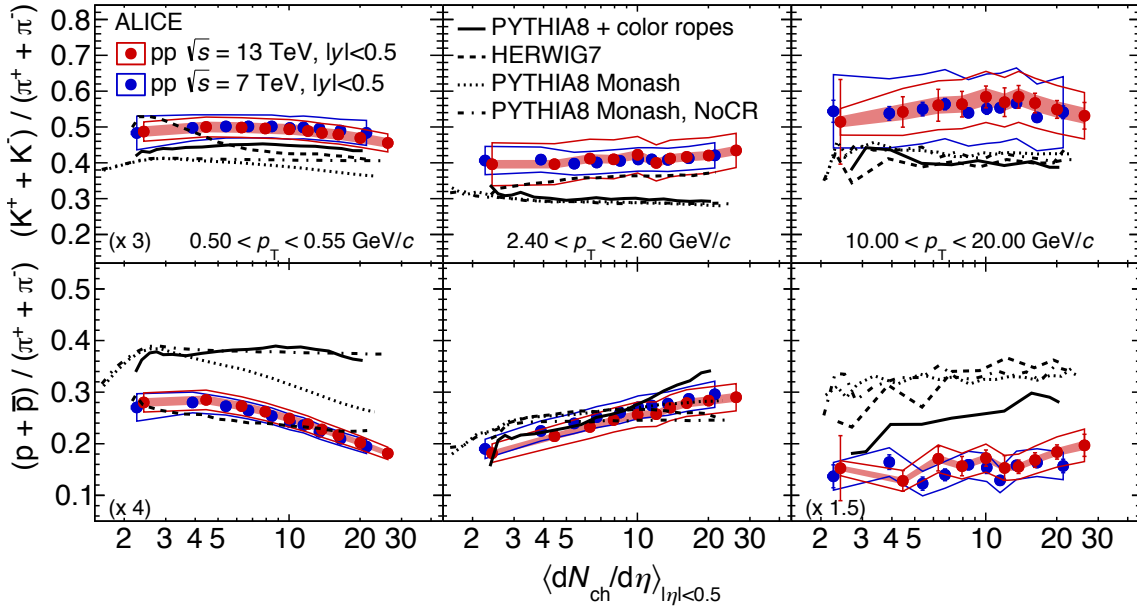 ALICE
pp √s = 13 TeV, |y|<0.5
pp √s = 7 TeV, |y|<0.5
PYTHIA8 + color ropes
HERWIG7
PYTHIA8 Monash
PYTHIA8 Monash, NoCR
(K⁺ + K⁻) / (π⁺ + π⁻)
0.8
0.7
0.6
0.5
0.4
0.3
0.2
(x 3)
0.50 < p_T < 0.55 GeV/c
2.40 < p_T < 2.60 GeV/c
10.00 < p_T < 20.00 GeV/c
(p + p̅) / (π⁺ + π⁻)
0.5
0.4
0.3
0.2
0.1
(x 4)
(x 1.5)
2 3 4 5 10 20 30
2 3 4 5 10 20 30
2 3 4 5 10 20 30
⟨dN_ch/dη⟩_|η|<0.5